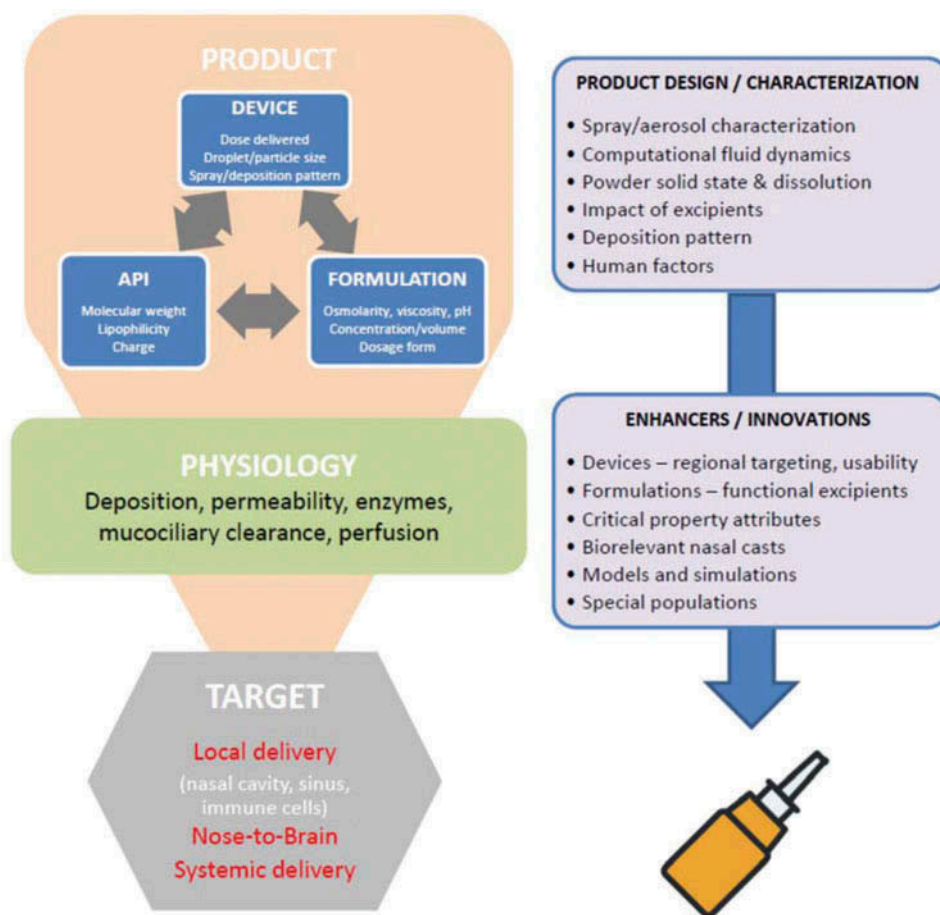 PRODUCT
DEVICE
Dose delivered
Droplet/particle size
Spray/deposition pattern
API
Molecular weight
Lipophilicity
Charge
FORMULATION
Osmolarity, viscosity, pH
Concentration/volume
Dosage form
PHYSIOLOGY
Deposition, permeability, enzymes,
mucociliary clearance, perfusion
TARGET
Local delivery
(nasal cavity, sinus,
immune cells)
Nose-to-Brain
Systemic delivery
PRODUCT DESIGN / CHARACTERIZATION
• Spray/aerosol characterization
• Computational fluid dynamics
• Powder solid state & dissolution
• Impact of excipients
• Deposition pattern
• Human factors
ENHANCERS / INNOVATIONS
• Devices – regional targeting, usability
• Formulations – functional excipients
• Critical property attributes
• Biorelevant nasal casts
• Models and simulations
• Special populations